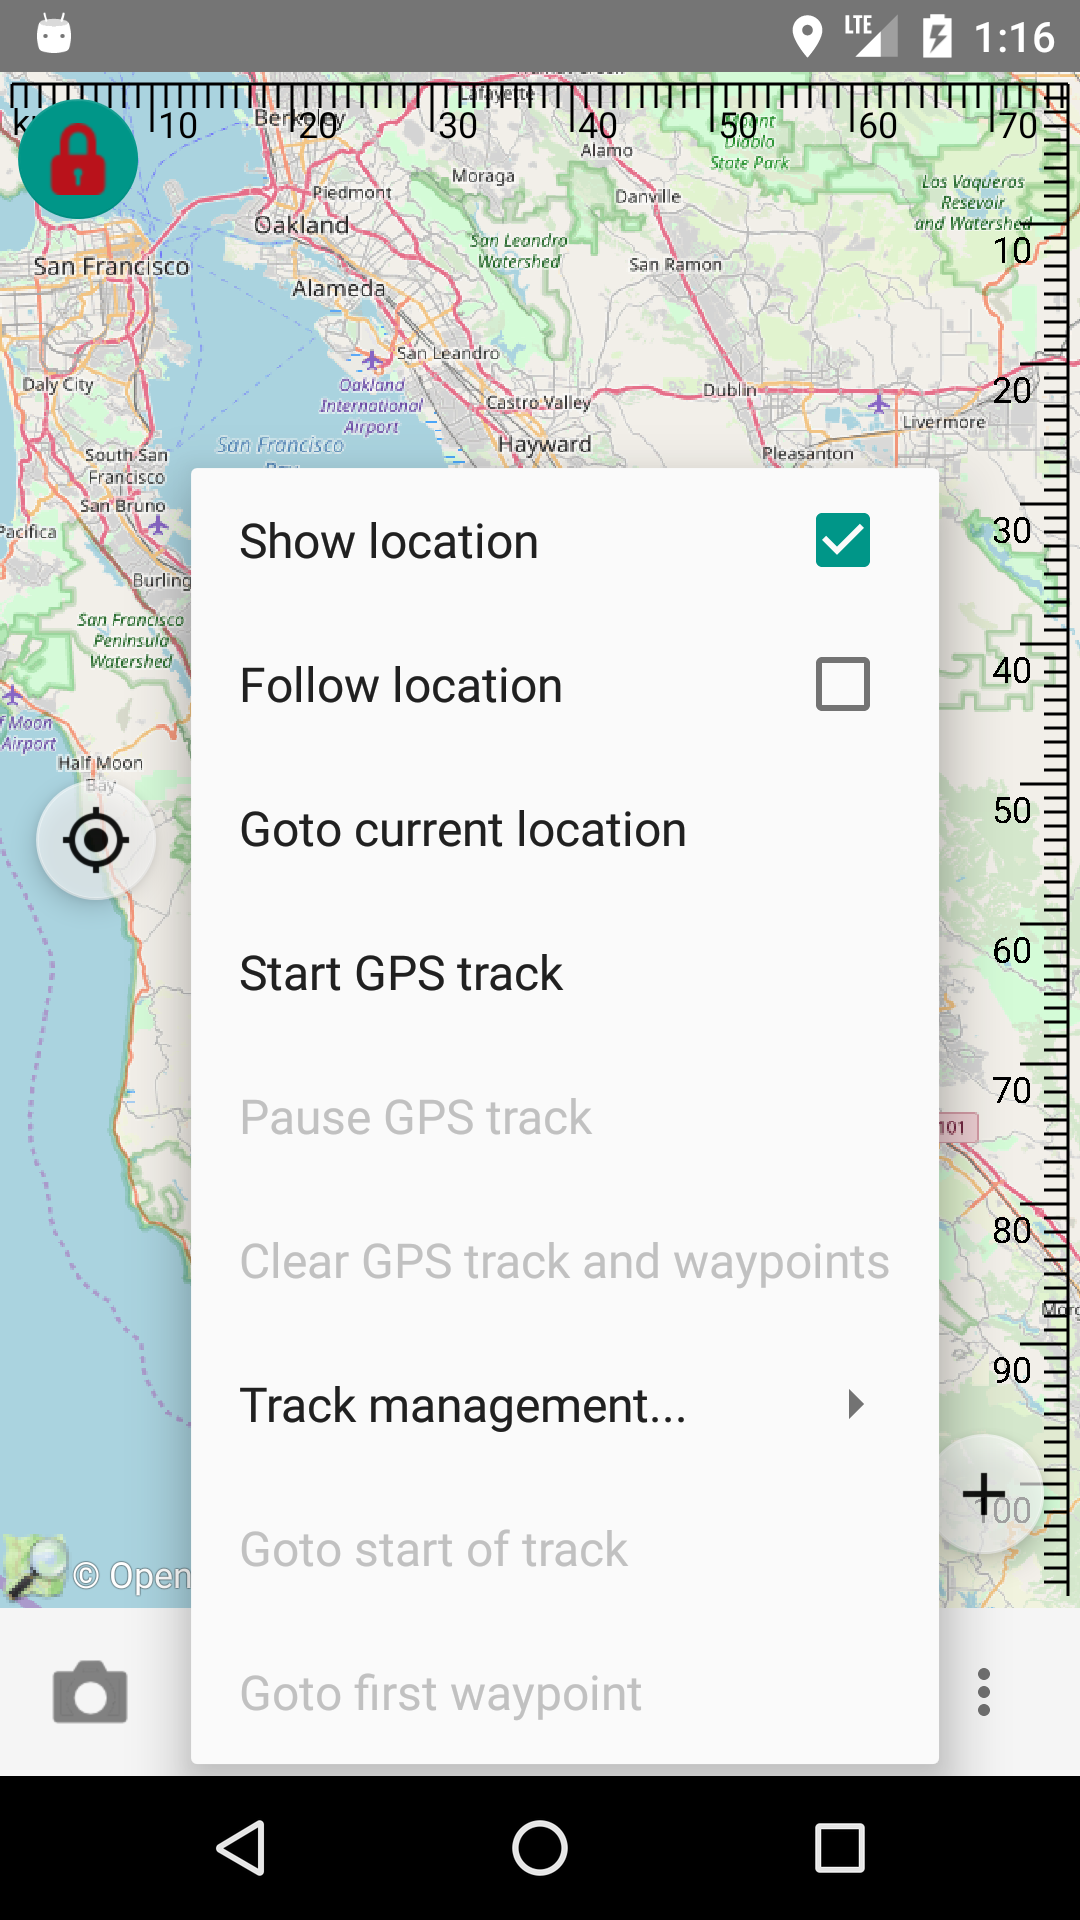 LTE 1:16
Lafayette
Berkeley
10 20 30 40 50 60 70
Mount
Diablo
State Park
Alamo
Moraga
Piedmont
Danville
Los Vaqueros
Resevoir
and Watershed
Oakland
San Leandro
Watershed
10
San Francisco
San Ramon
Alameda
San Leandro
Daly City
Oakland
International
Airport
Dublin
20
Castro Valley
Livermore
San Francisco
Hayward
Pleasanton
South San
Francisco
San Bruno
Pacifica
30
Burling
San Francisco
Peninsula
Watershed
40
f Moon
Airport
Half Moon
Bay
50
60
70
101
80
90
100
Show location
Follow location
Goto current location
Start GPS track
Pause GPS track
Clear GPS track and waypoints
Track management...
Goto start of track
Goto first waypoint
© Open